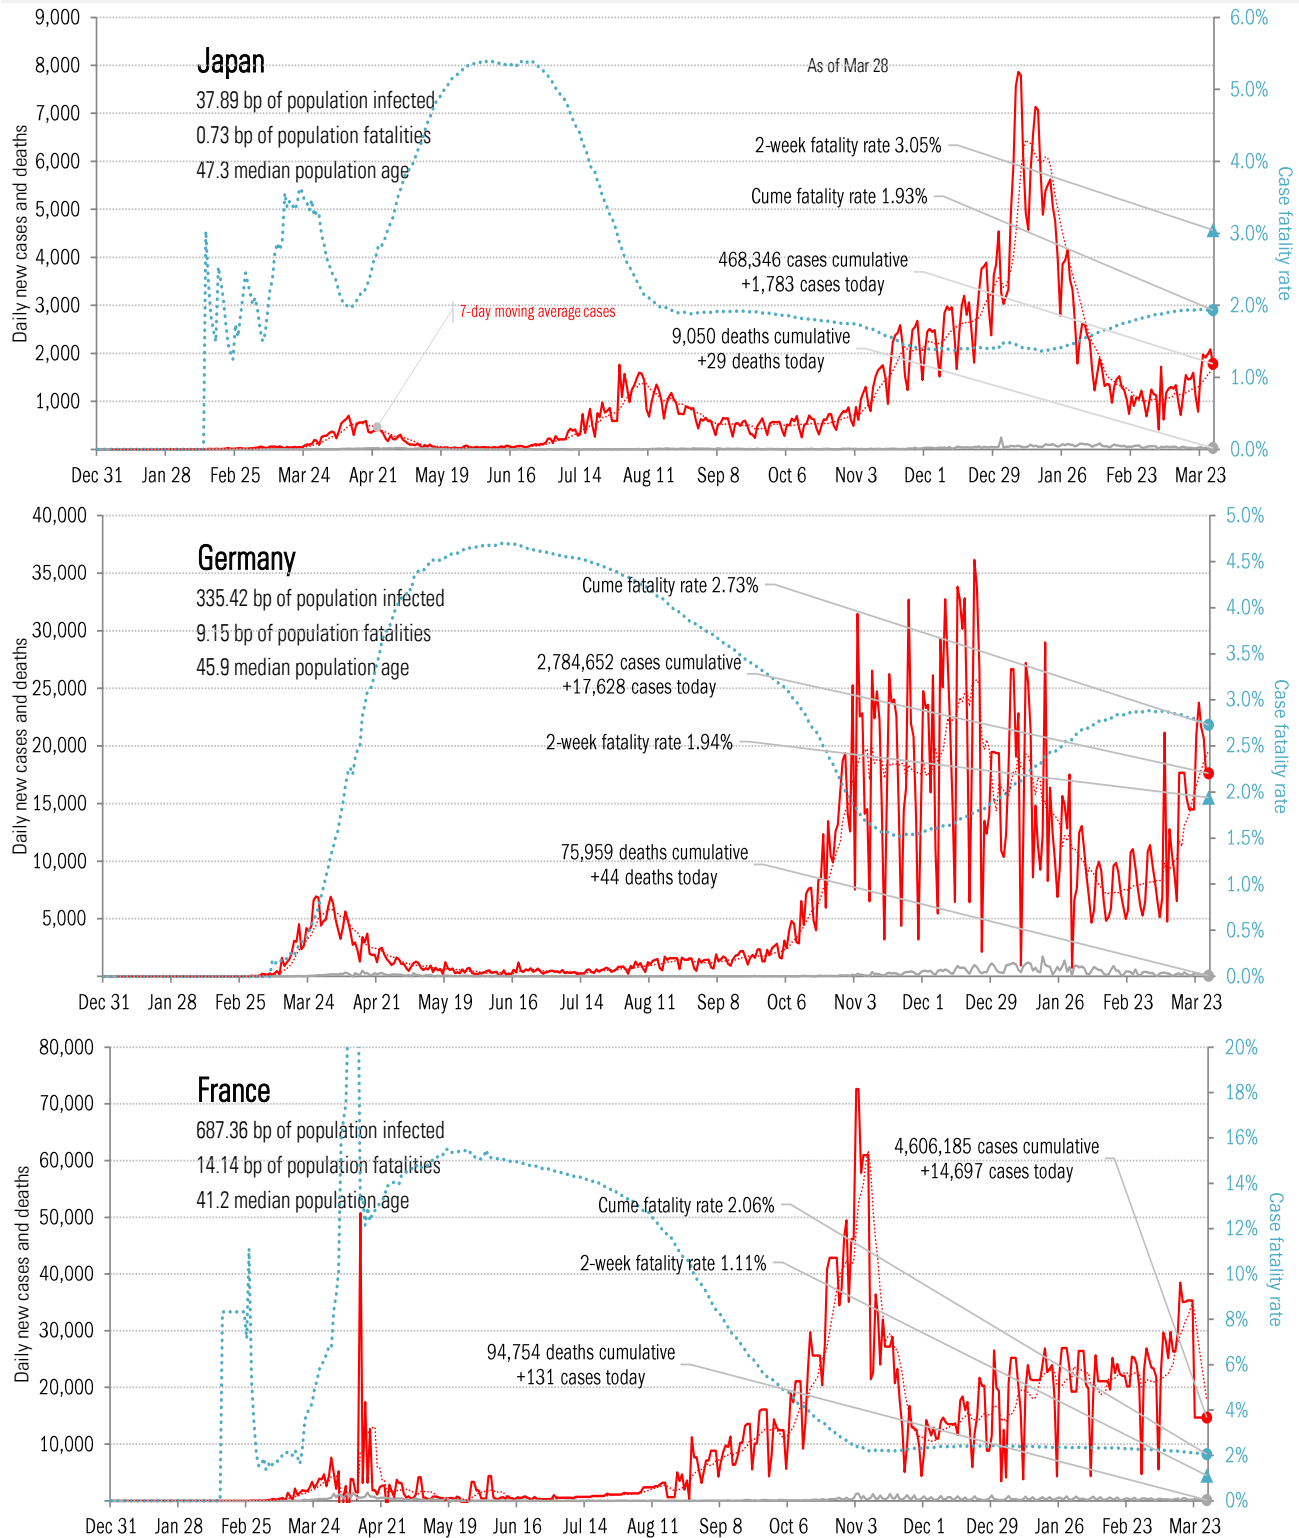 9,000
8,000
7,000
6,000
5,000
4,000
3,000
2,000
1,000
Daily new cases and deaths
Japan
37.89 bp of population infected
0.73 bp of population fatalities
47.3 median population age
7-day moving average cases
As of Mar 28
2-week fatality rate 3.05%
Cume fatality rate 1.93%
468,346 cases cumulative
+1,783 cases today
9,050 deaths cumulative
+29 deaths today
6.0%
5.0%
4.0%
3.0%
2.0%
1.0%
0.0%
Case fatality rate
Dec 31 Jan 28 Feb 25 Mar 24 Apr 21 May 19 Jun 16 Jul 14 Aug 11 Sep 8 Oct 6 Nov 3 Dec 1 Dec 29 Jan 26 Feb 23 Mar 23
40,000
35,000
30,000
25,000
20,000
15,000
10,000
5,000
Daily new cases and deaths
Germany
335.42 bp of population infected
9.15 bp of population fatalities
45.9 median population age
Cume fatality rate 2.73%
2,784,652 cases cumulative
+17,628 cases today
2-week fatality rate 1.94%
75,959 deaths cumulative
+44 deaths today
5.0%
4.5%
4.0%
3.5%
3.0%
2.5%
2.0%
1.5%
1.0%
0.5%
0.0%
Case fatality rate
Dec 31 Jan 28 Feb 25 Mar 24 Apr 21 May 19 Jun 16 Jul 14 Aug 11 Sep 8 Oct 6 Nov 3 Dec 1 Dec 29 Jan 26 Feb 23 Mar 23
80,000
70,000
60,000
50,000
40,000
30,000
20,000
10,000
Daily new cases and deaths
France
687.36 bp of population infected
14.14 bp of population fatalities
41.2 median population age
4,606,185 cases cumulative
+14,697 cases today
Cume fatality rate 2.06%
2-week fatality rate 1.11%
94,754 deaths cumulative
+131 cases today
20%
18%
16%
14%
12%
10%
8%
6%
4%
2%
0%
Case fatality rate
Dec 31 Jan 28 Feb 25 Mar 24 Apr 21 May 19 Jun 16 Jul 14 Aug 11 Sep 8 Oct 6 Nov 3 Dec 1 Dec 29 Jan 26 Feb 23 Mar 23